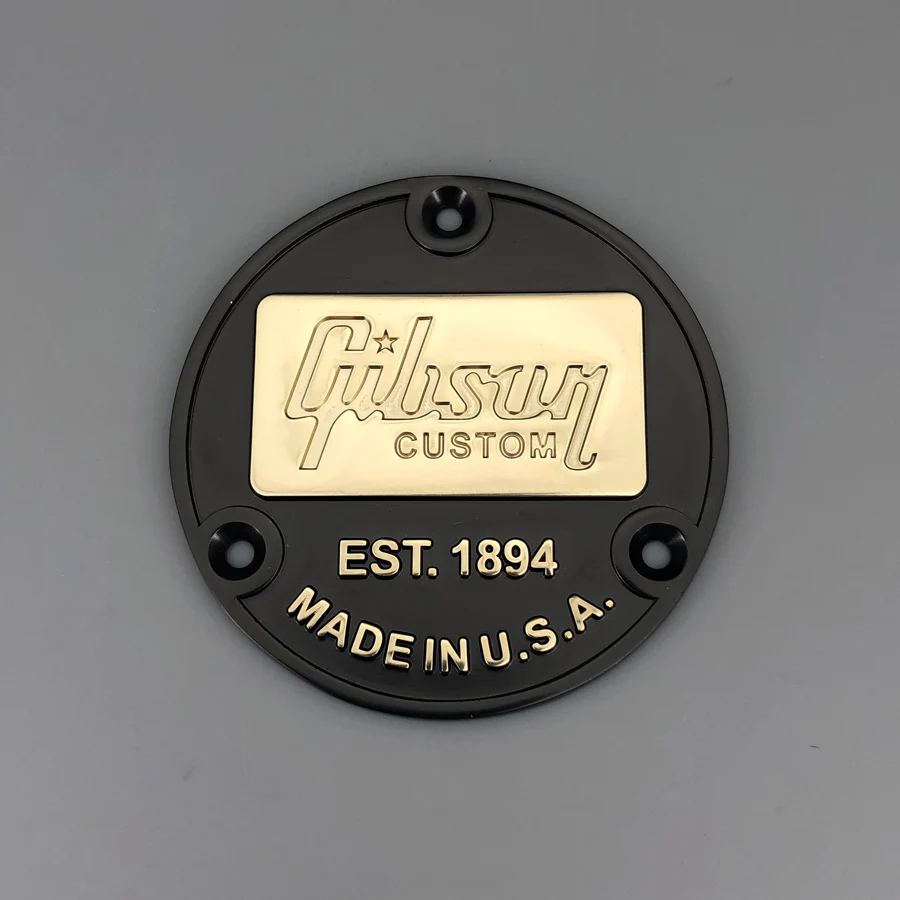 Gibson
CUSTOM
EST. 1894
MADE IN U.S.A.